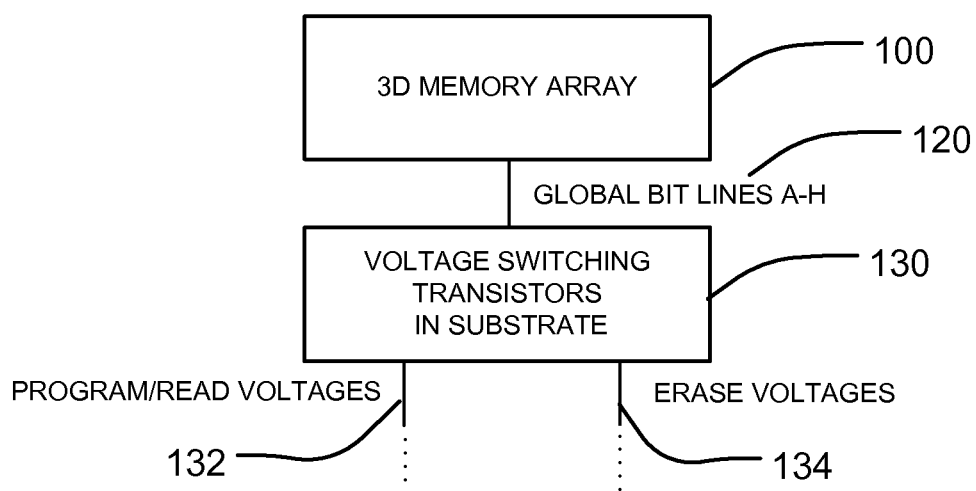 3D MEMORY ARRAY
100
120
GLOBAL BIT LINES A-H
VOLTAGE SWITCHING
TRANSISTORS
IN SUBSTRATE
130
PROGRAM/READ VOLTAGES
ERASE VOLTAGES
132
134